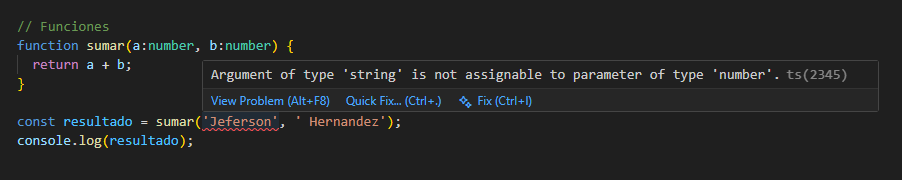 // Funciones
function sumar(a:number, b:number) {
  return a + b;
}
Argument of type 'string' is not assignable to parameter of type 'number'. ts(2345)
View Problem (Alt+F8) Quick Fix... (Ctrl+.) Fix (Ctrl+I)
const resultado = sumar('Jeferson', ' Hernandez');
console.log(resultado);